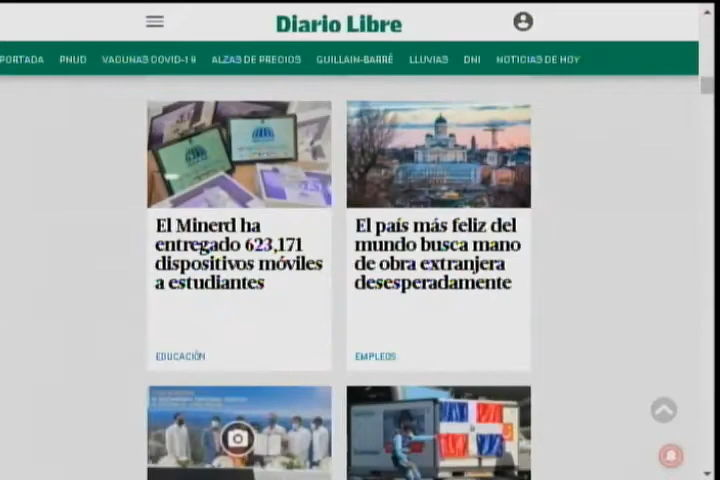 Diario Libre
PORTADA PNUD VACUNAS COVID-19 ALZAS DE PRECIOS GUILLAIN-BARRÉ LLUVIAS DNI NOTICIAS DE HOY
El Minerd ha
entregado 623,171
dispositivos móviles
a estudiantes
EDUCACIÓN
El país más feliz del
mundo busca mano
de obra extranjera
desesperadamente
EMPLEOS